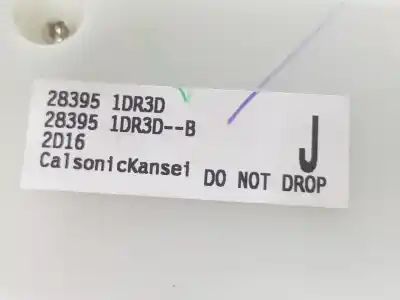 28395 1DR3D
28395 1DR3D--B
2D16
CalsonicKansei DO NOT DROP
J